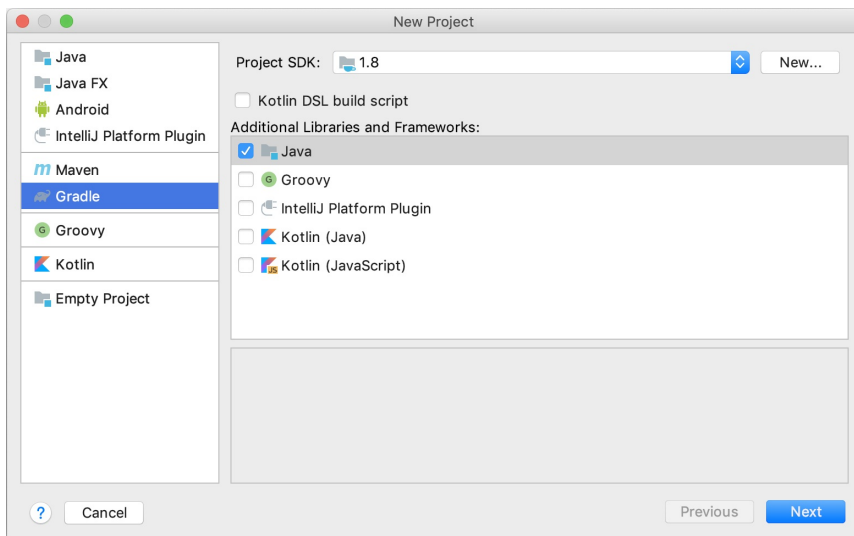 New Project
Java
Java FX
Android
IntelliJ Platform Plugin
m Maven
Gradle
G Groovy
Kotlin
Empty Project
Project SDK: 1.8 New...
Kotlin DSL build script
Additional Libraries and Frameworks:
Java
G Groovy
IntelliJ Platform Plugin
Kotlin (Java)
JS Kotlin (JavaScript)
? Cancel Previous Next